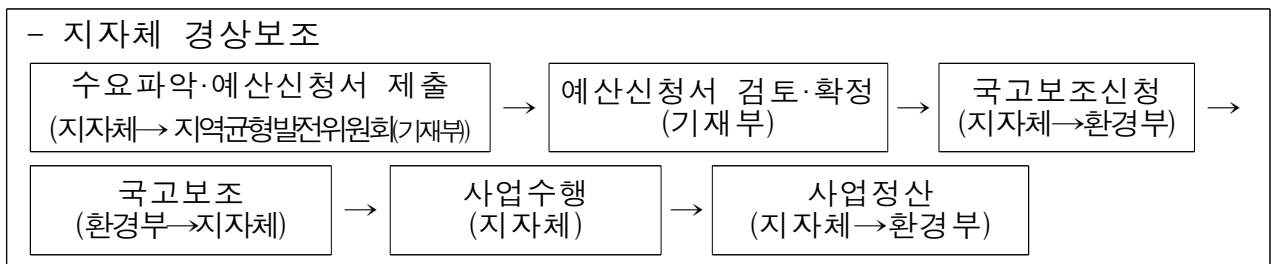 - 지자체 경상보조
수요파악·예산신청서 제출
(지자체→ 지역균형발전위원회(기재부))
→
예산신청서 검토·확정
(기재부)
→
국고보조신청
(지자체→환경부)
→
국고보조
(환경부→지자체)
→
사업수행
(지자체)
→
사업정산
(지자체→환경부)